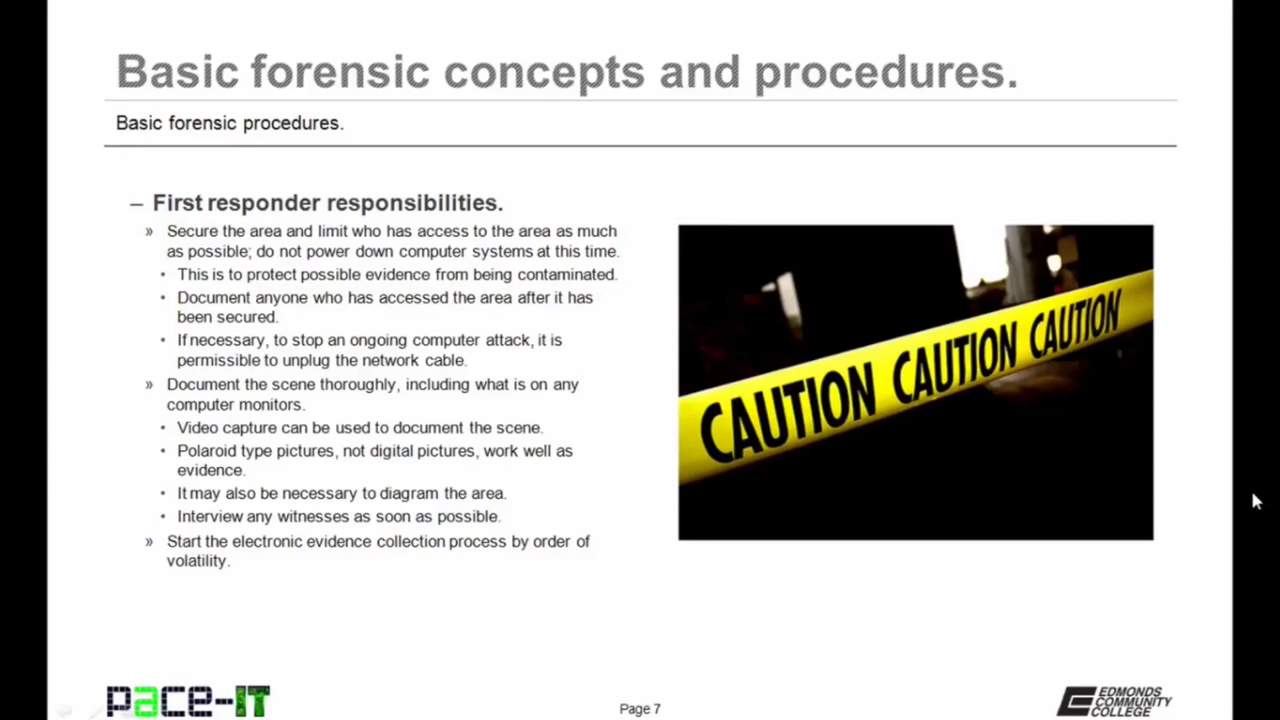 Basic forensic concepts and procedures.
Basic forensic procedures.
– First responder responsibilities.
» Secure the area and limit who has access to the area as much
as possible; do not power down computer systems at this time.
• This is to protect possible evidence from being contaminated.
• Document anyone who has accessed the area after it has
been secured.
• If necessary, to stop an ongoing computer attack, it is
permissible to unplug the network cable.
» Document the scene thoroughly, including what is on any
computer monitors.
• Video capture can be used to document the scene.
• Polaroid type pictures, not digital pictures, work well as
evidence.
• It may also be necessary to diagram the area.
• Interview any witnesses as soon as possible.
» Start the electronic evidence collection process by order of
volatility.
CAUTION CAUTION CAUTION
pace-IT
Page 7
EDMONDS
COMMUNITY
COLLEGE